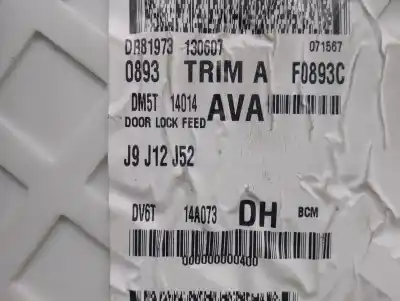 DB81973 130607 071567
0893 TRIM A F0893C
DM5T 14014 AVA
DOOR LOCK FEED
J9 J12 J52
DV6T 14A073 DH BCM
000000000400